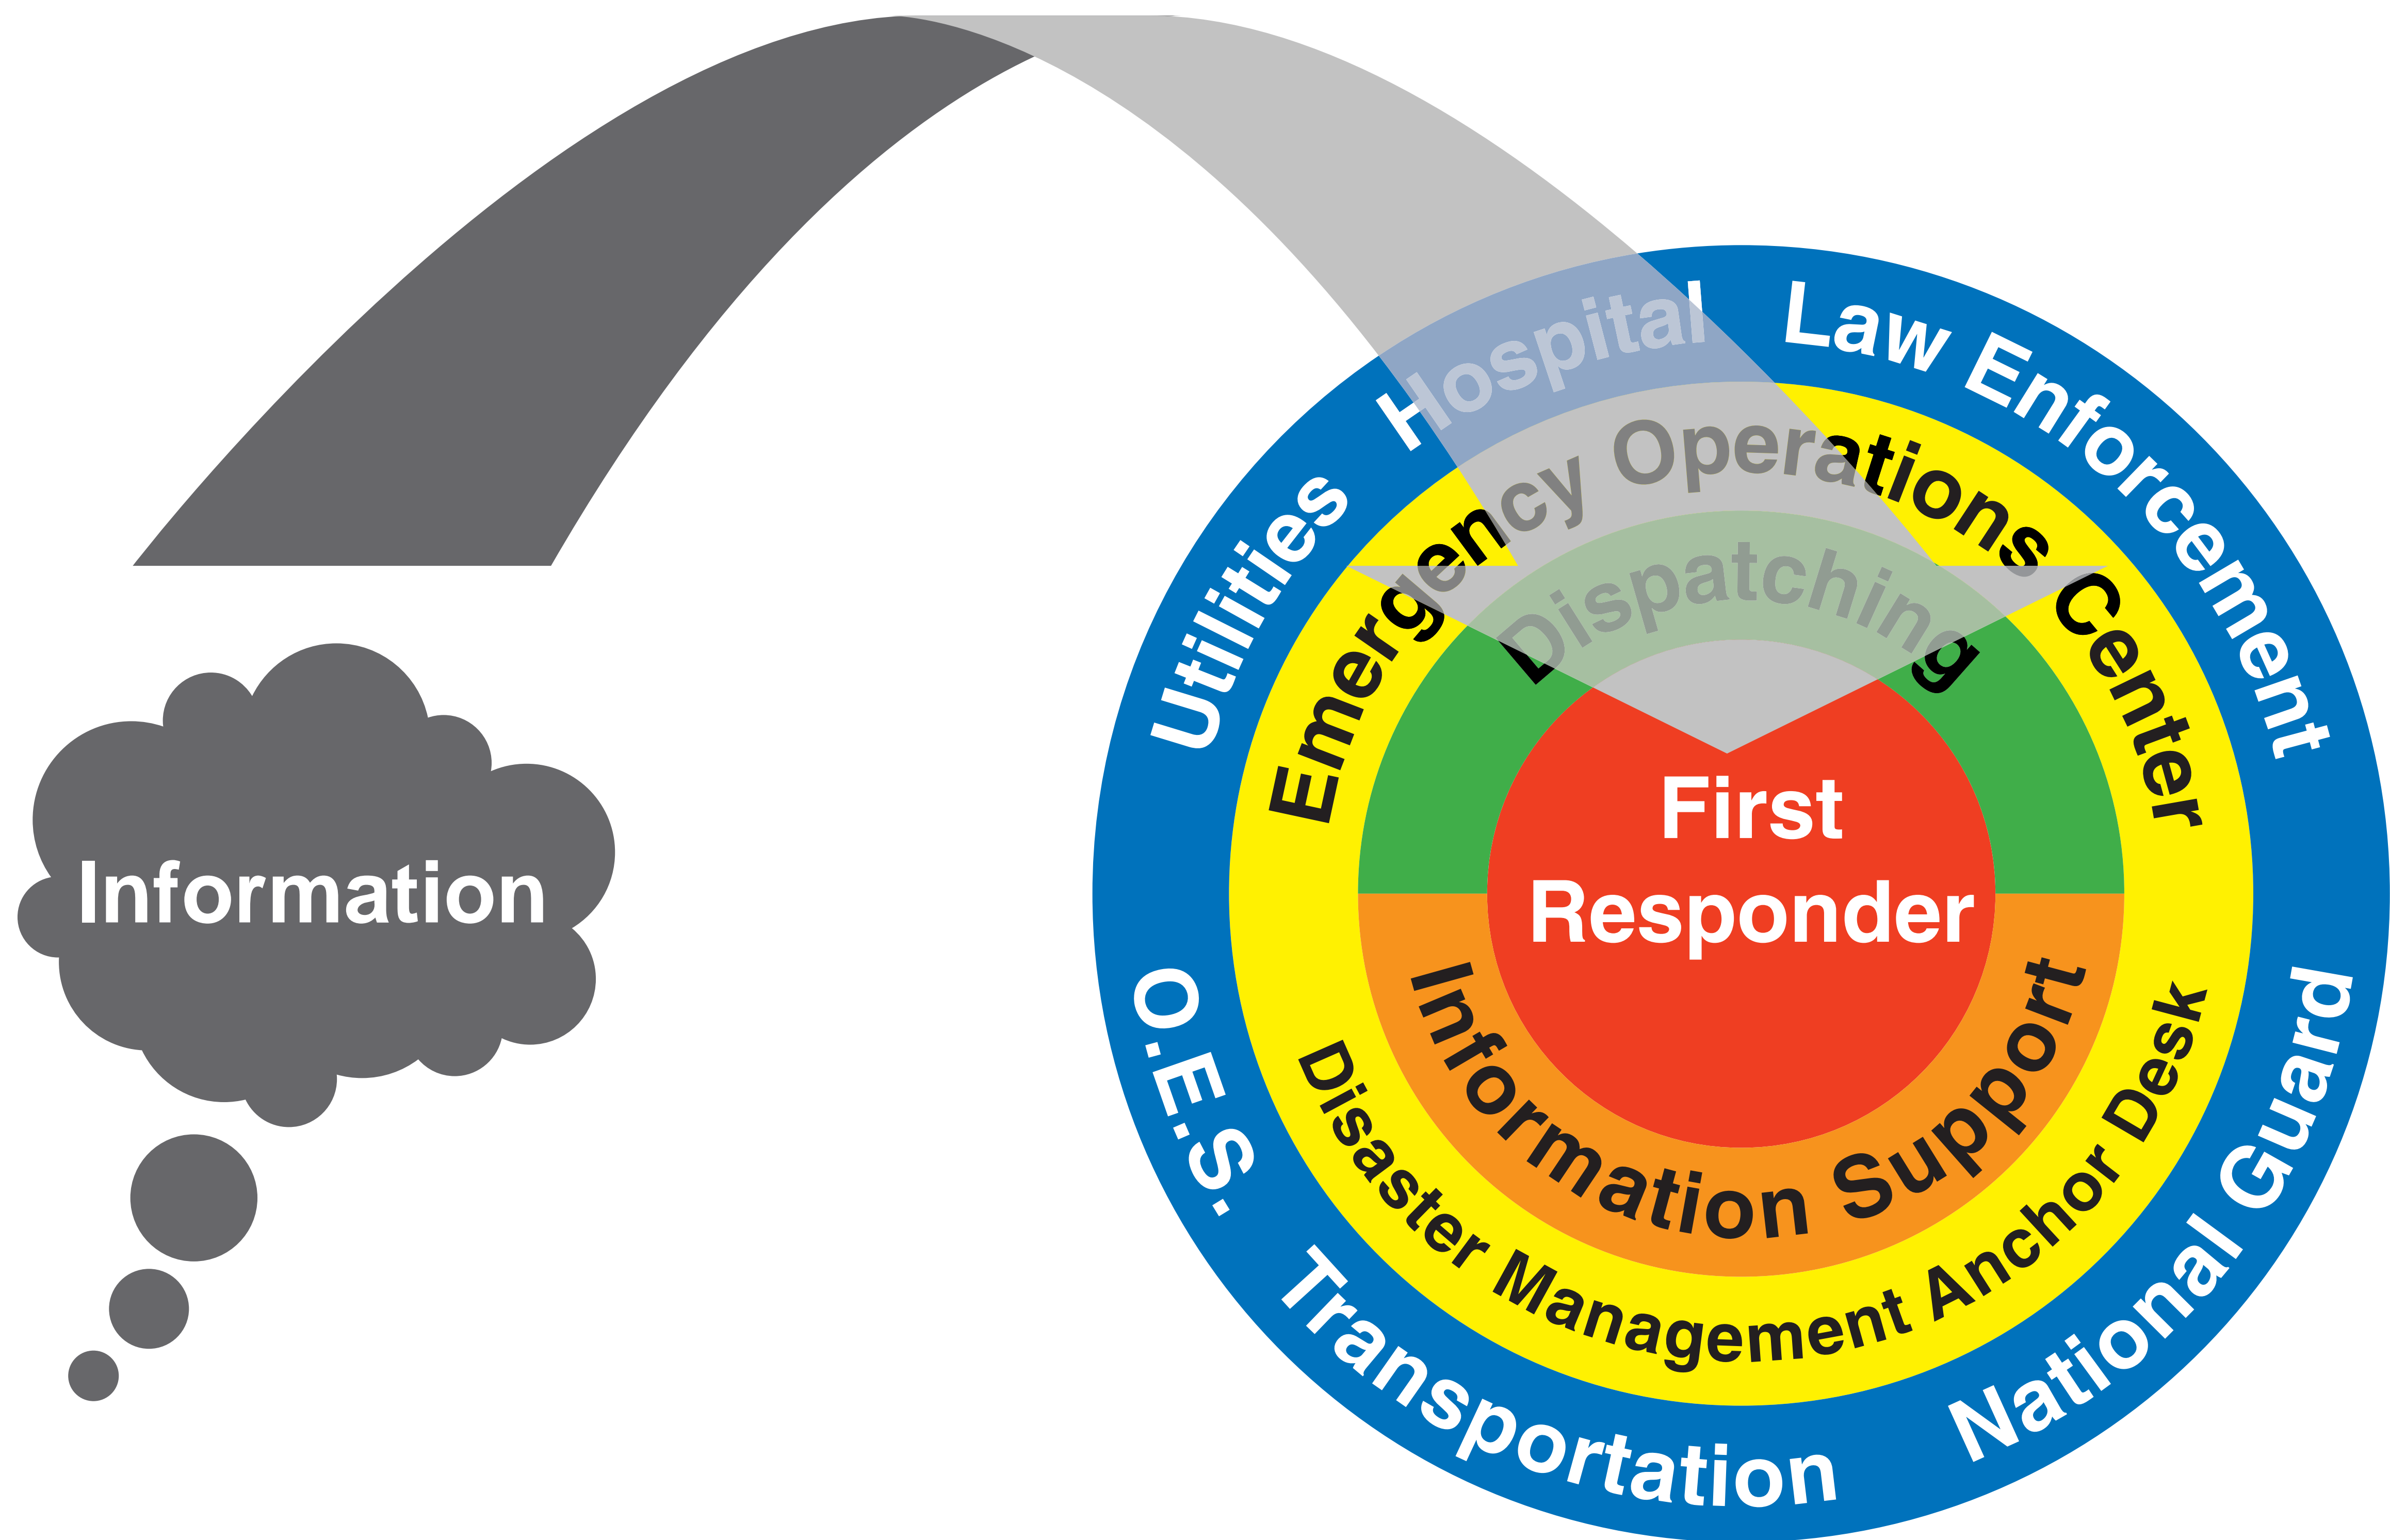 Information
Utilities
Hospital
Law Enforcement
Emergency Operations Center
Dispatching
First
Responder
Information Support
Disaster Management Anchor Desk
O.E.S.
Transportation
National Guard